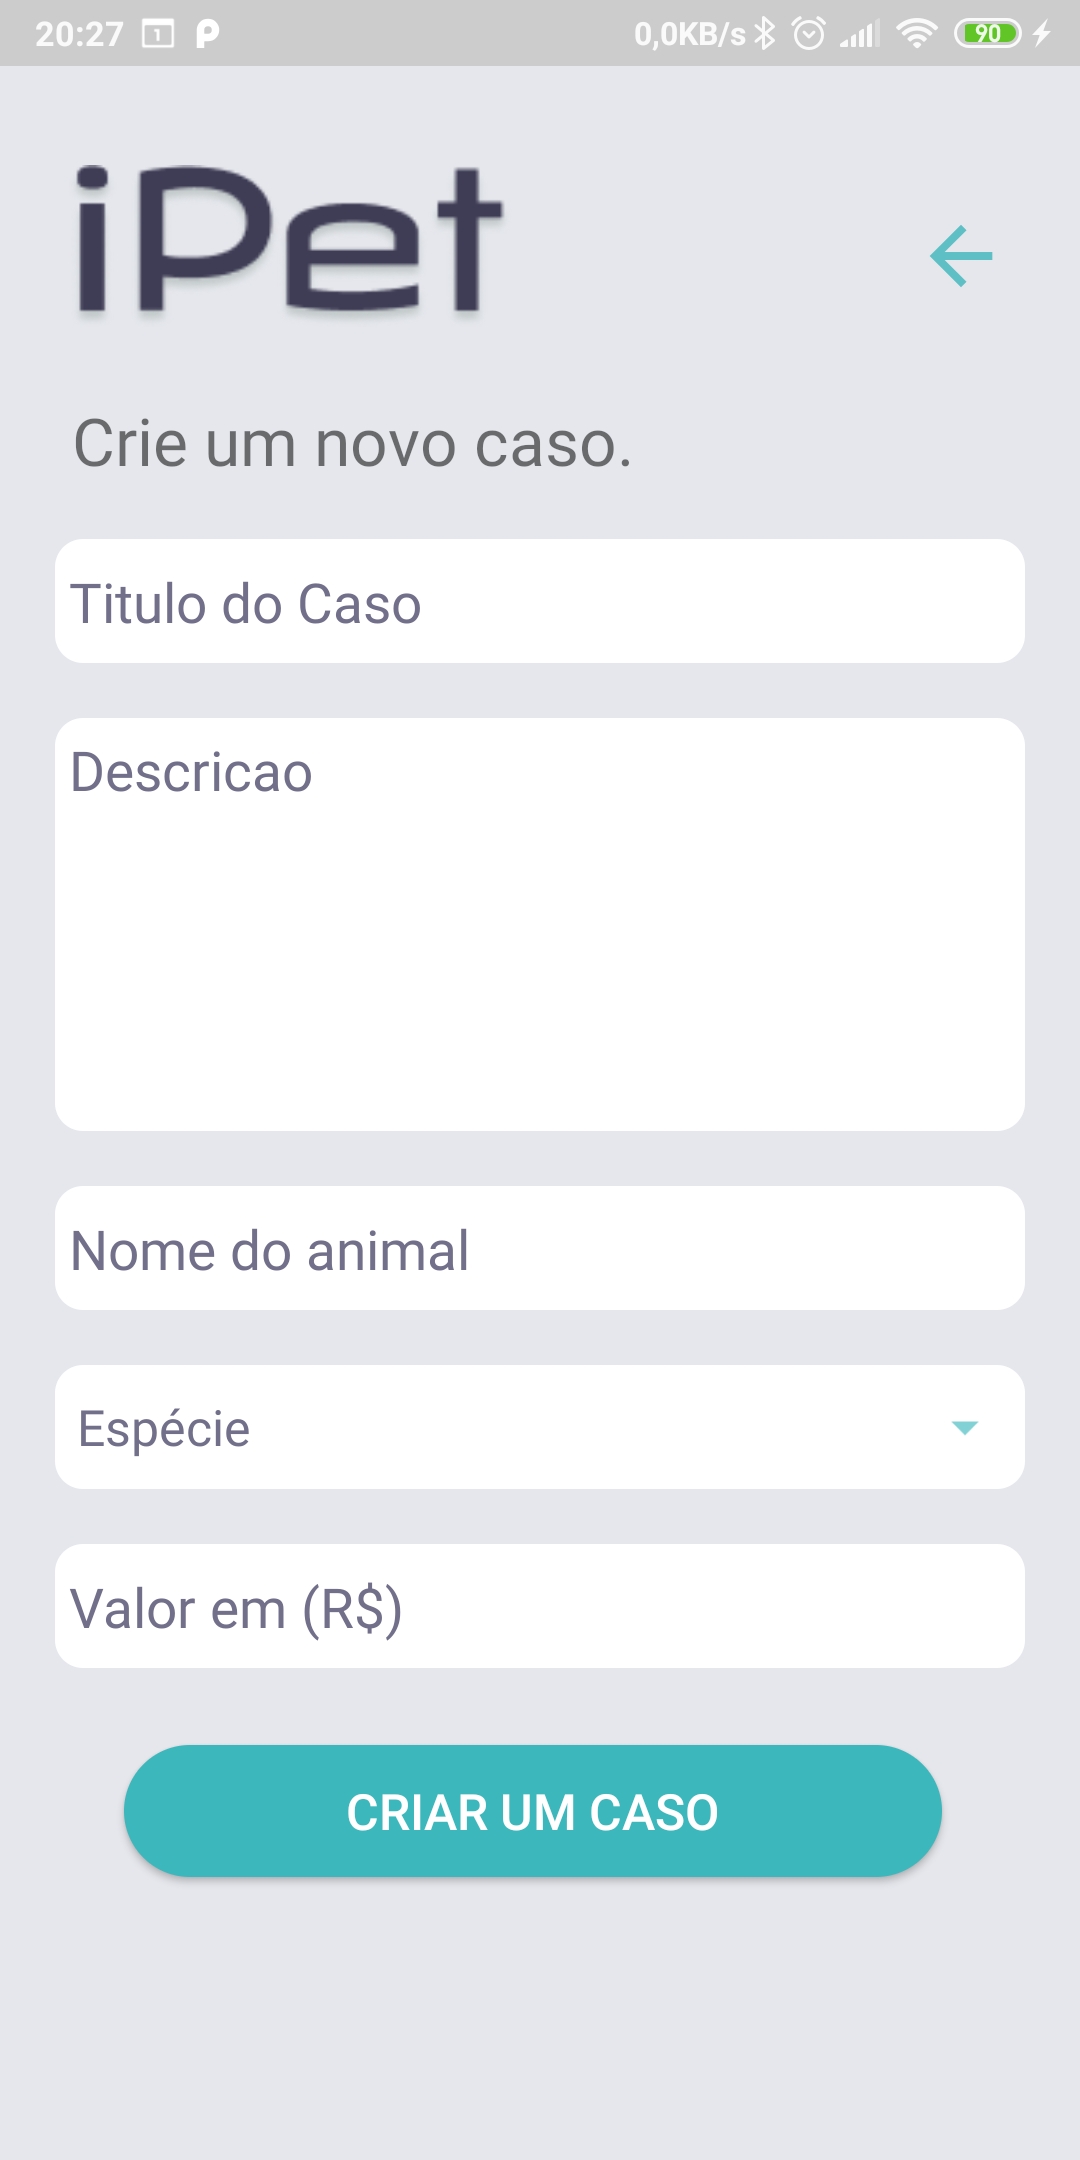 20:27 1 0,0KB/s 90
iPet
Crie um novo caso.
Titulo do Caso
Descricao
Nome do animal
Espécie
Valor em (R$)
CRIAR UM CASO